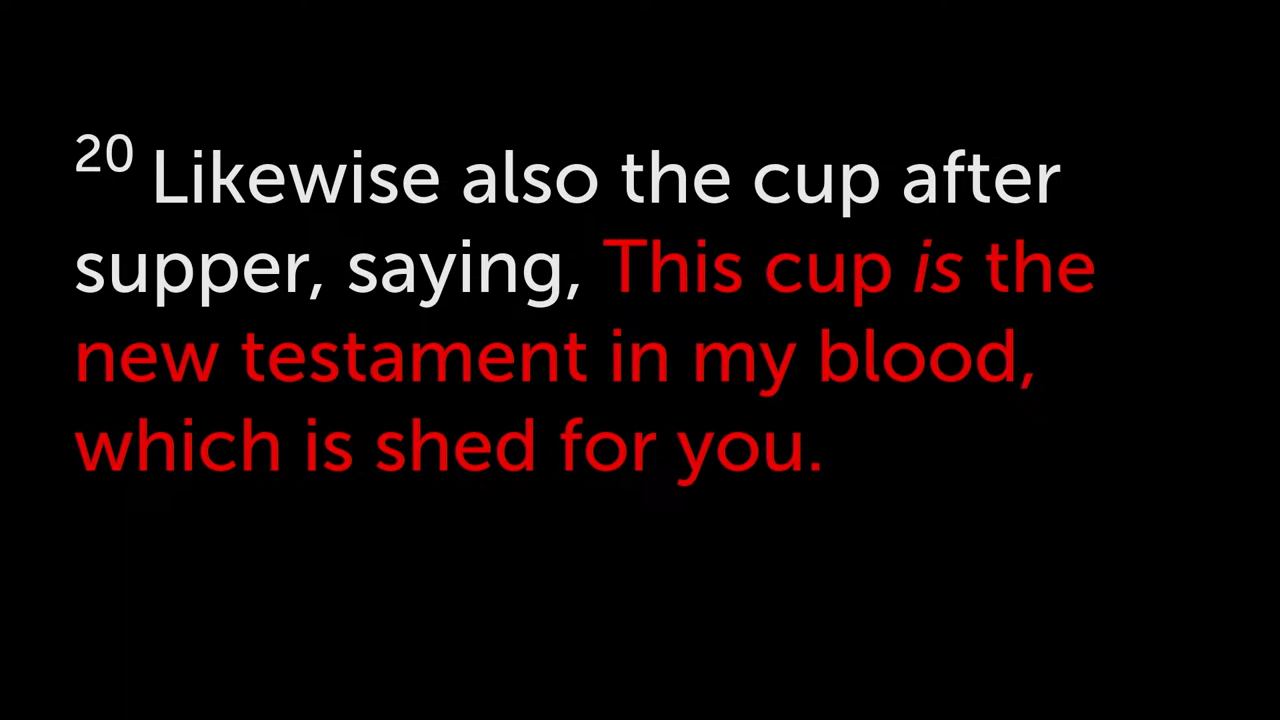 20 Likewise also the cup after
supper, saying, This cup is the
new testament in my blood,
which is shed for you.